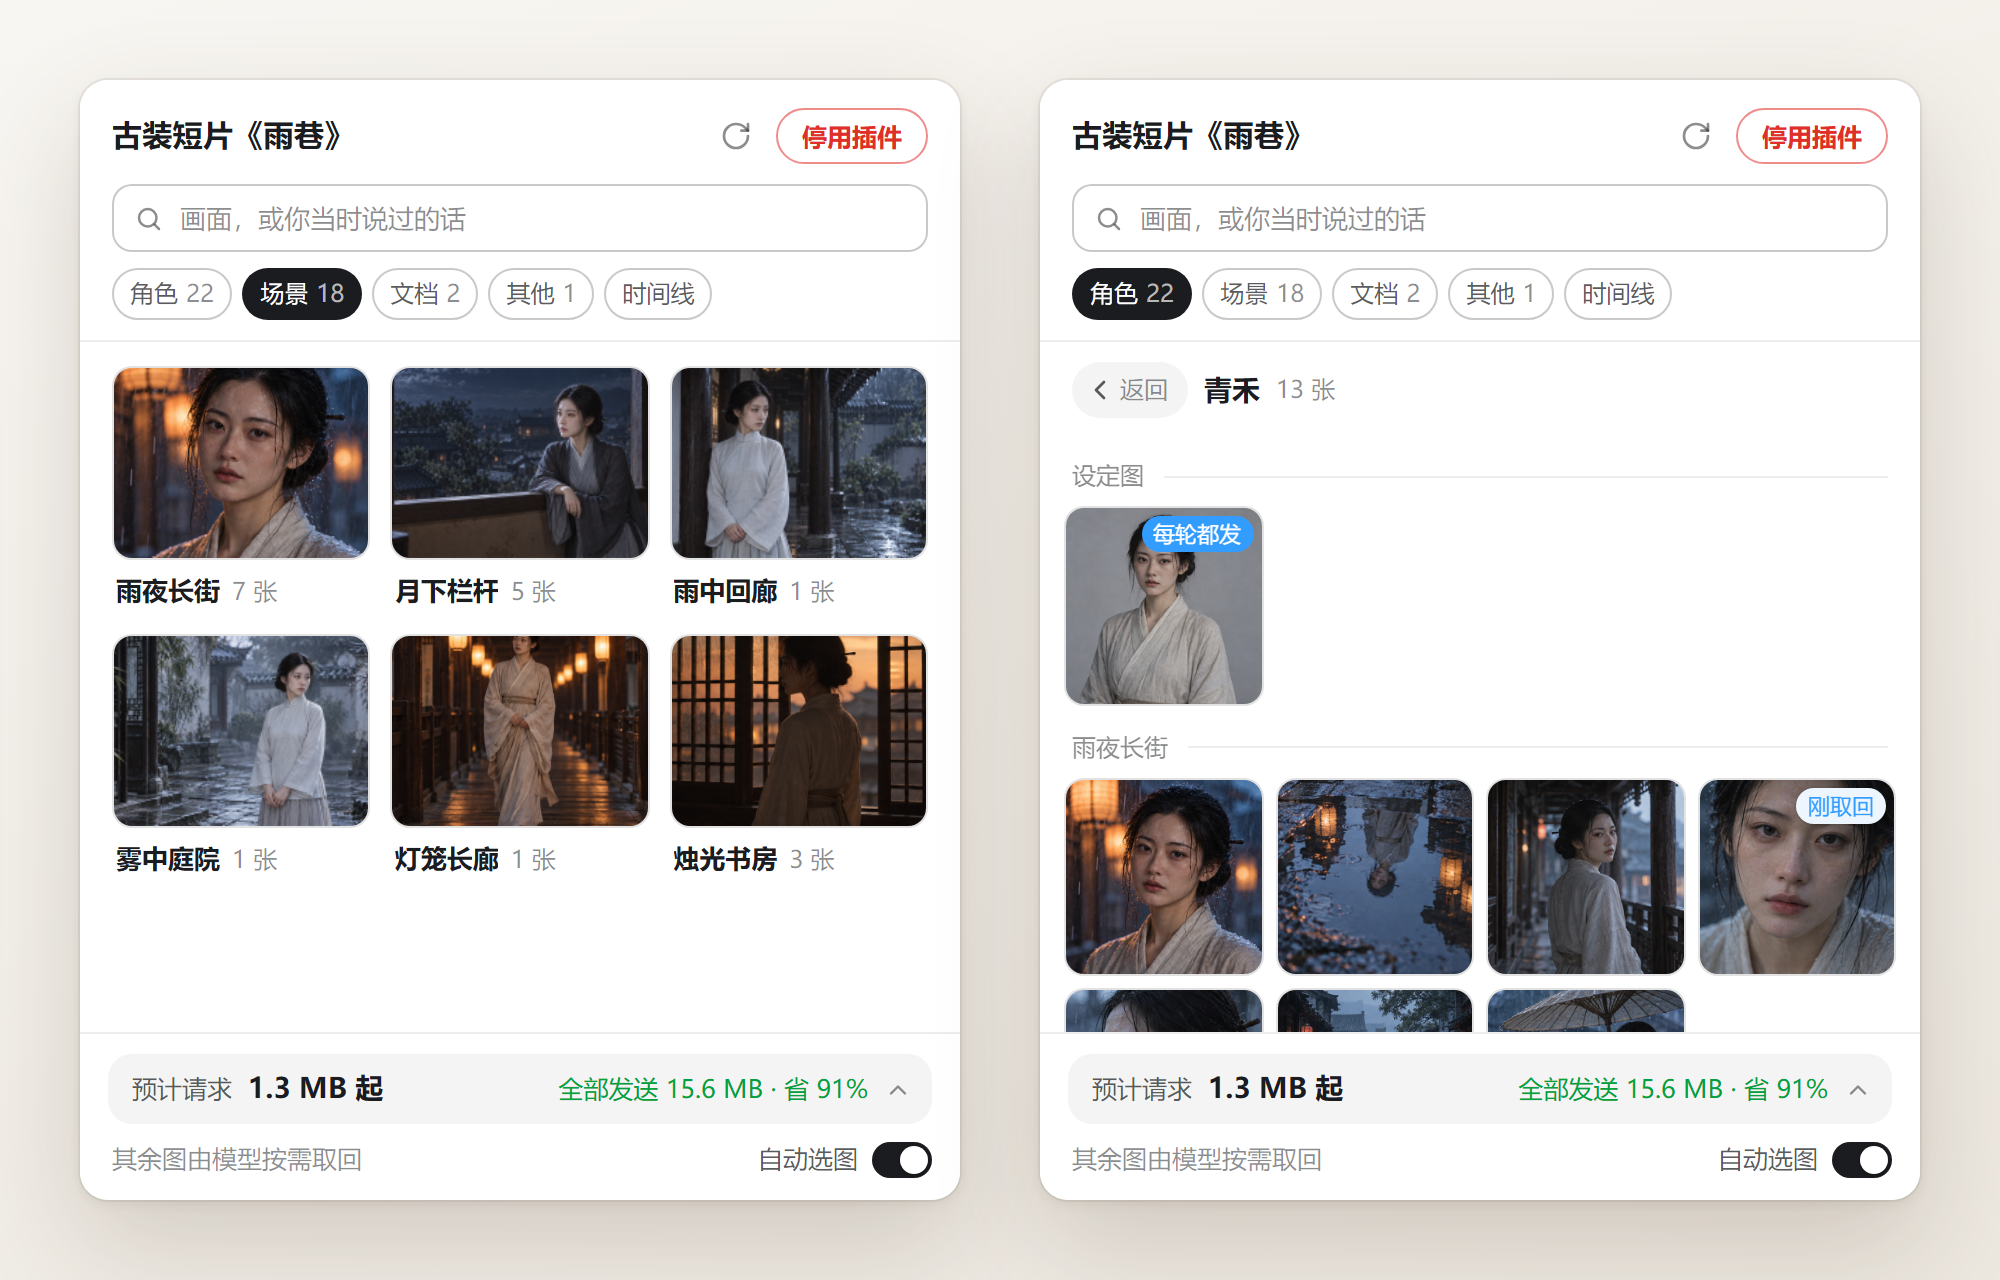 古装短片《雨巷》
停用插件
画面，或你当时说过的话
角色 22
场景 18
文档 2
其他 1
时间线
雨夜长街 7 张
月下栏杆 5 张
雨中回廊 1 张
雾中庭院 1 张
灯笼长廊 1 张
烛光书房 3 张
预计请求 1.3 MB 起
全部发送 15.6 MB · 省 91%
其余图由模型按需取回
自动选图
古装短片《雨巷》
停用插件
画面，或你当时说过的话
角色 22
场景 18
文档 2
其他 1
时间线
返回
青禾 13 张
设定图
每轮都发
雨夜长街
刚取回
预计请求 1.3 MB 起
全部发送 15.6 MB · 省 91%
其余图由模型按需取回
自动选图